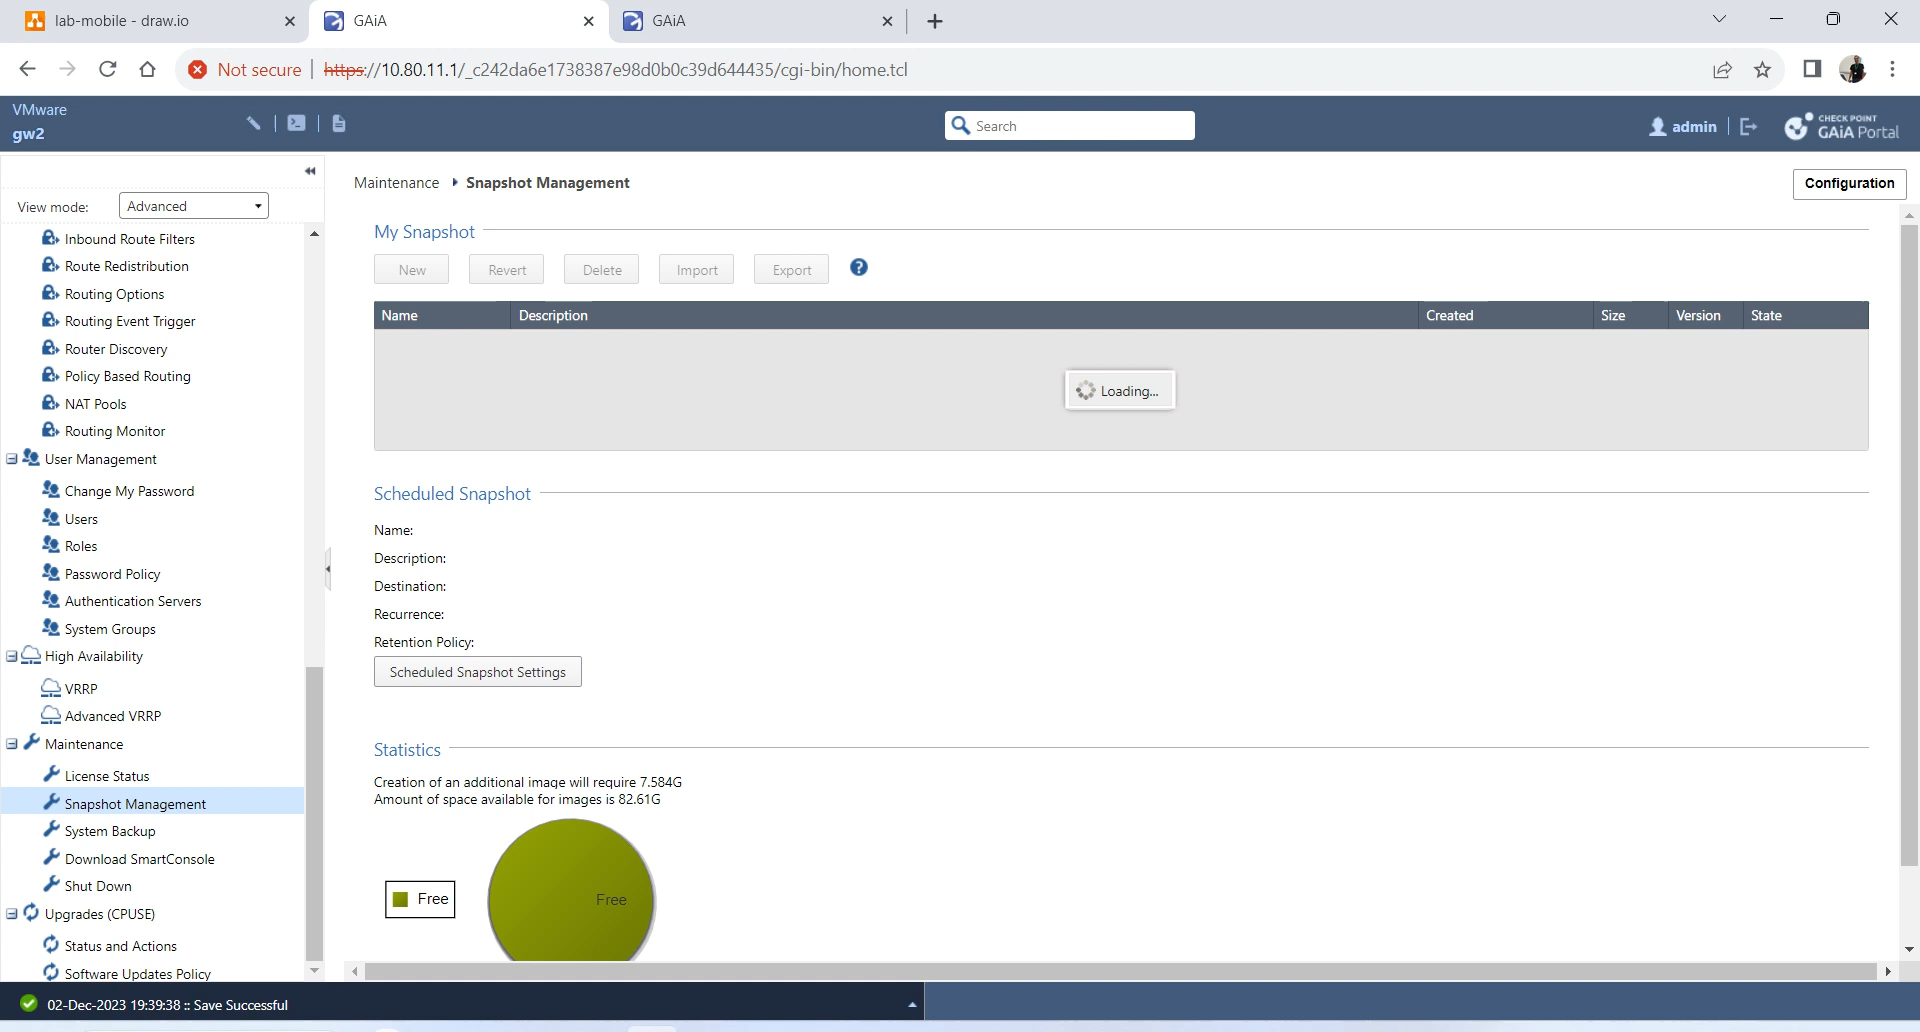 lab-mobile - draw.io
GAiA
GAiA
Not secure
https://10.80.11.1/_c242da6e1738387e98d0b0c39d644435/cgi-bin/home.tcl
VMware
gw2
Search
admin
CHECK POINT
GAiA Portal
View mode:
Advanced
Inbound Route Filters
Route Redistribution
Routing Options
Routing Event Trigger
Router Discovery
Policy Based Routing
NAT Pools
Routing Monitor
User Management
Change My Password
Users
Roles
Password Policy
Authentication Servers
System Groups
High Availability
VRRP
Advanced VRRP
Maintenance
License Status
Snapshot Management
System Backup
Download SmartConsole
Shut Down
Upgrades (CPUSE)
Status and Actions
Software Updates Policy
Maintenance Snapshot Management
Configuration
My Snapshot
New Revert Delete Import Export
Name Description Created Size Version State
Loading...
Scheduled Snapshot
Name:
Description:
Destination:
Recurrence:
Retention Policy:
Scheduled Snapshot Settings
Statistics
Creation of an additional image will require 7.584G
Amount of space available for images is 82.61G
Free
Free
02-Dec-2023 19:39:38 :: Save Successful